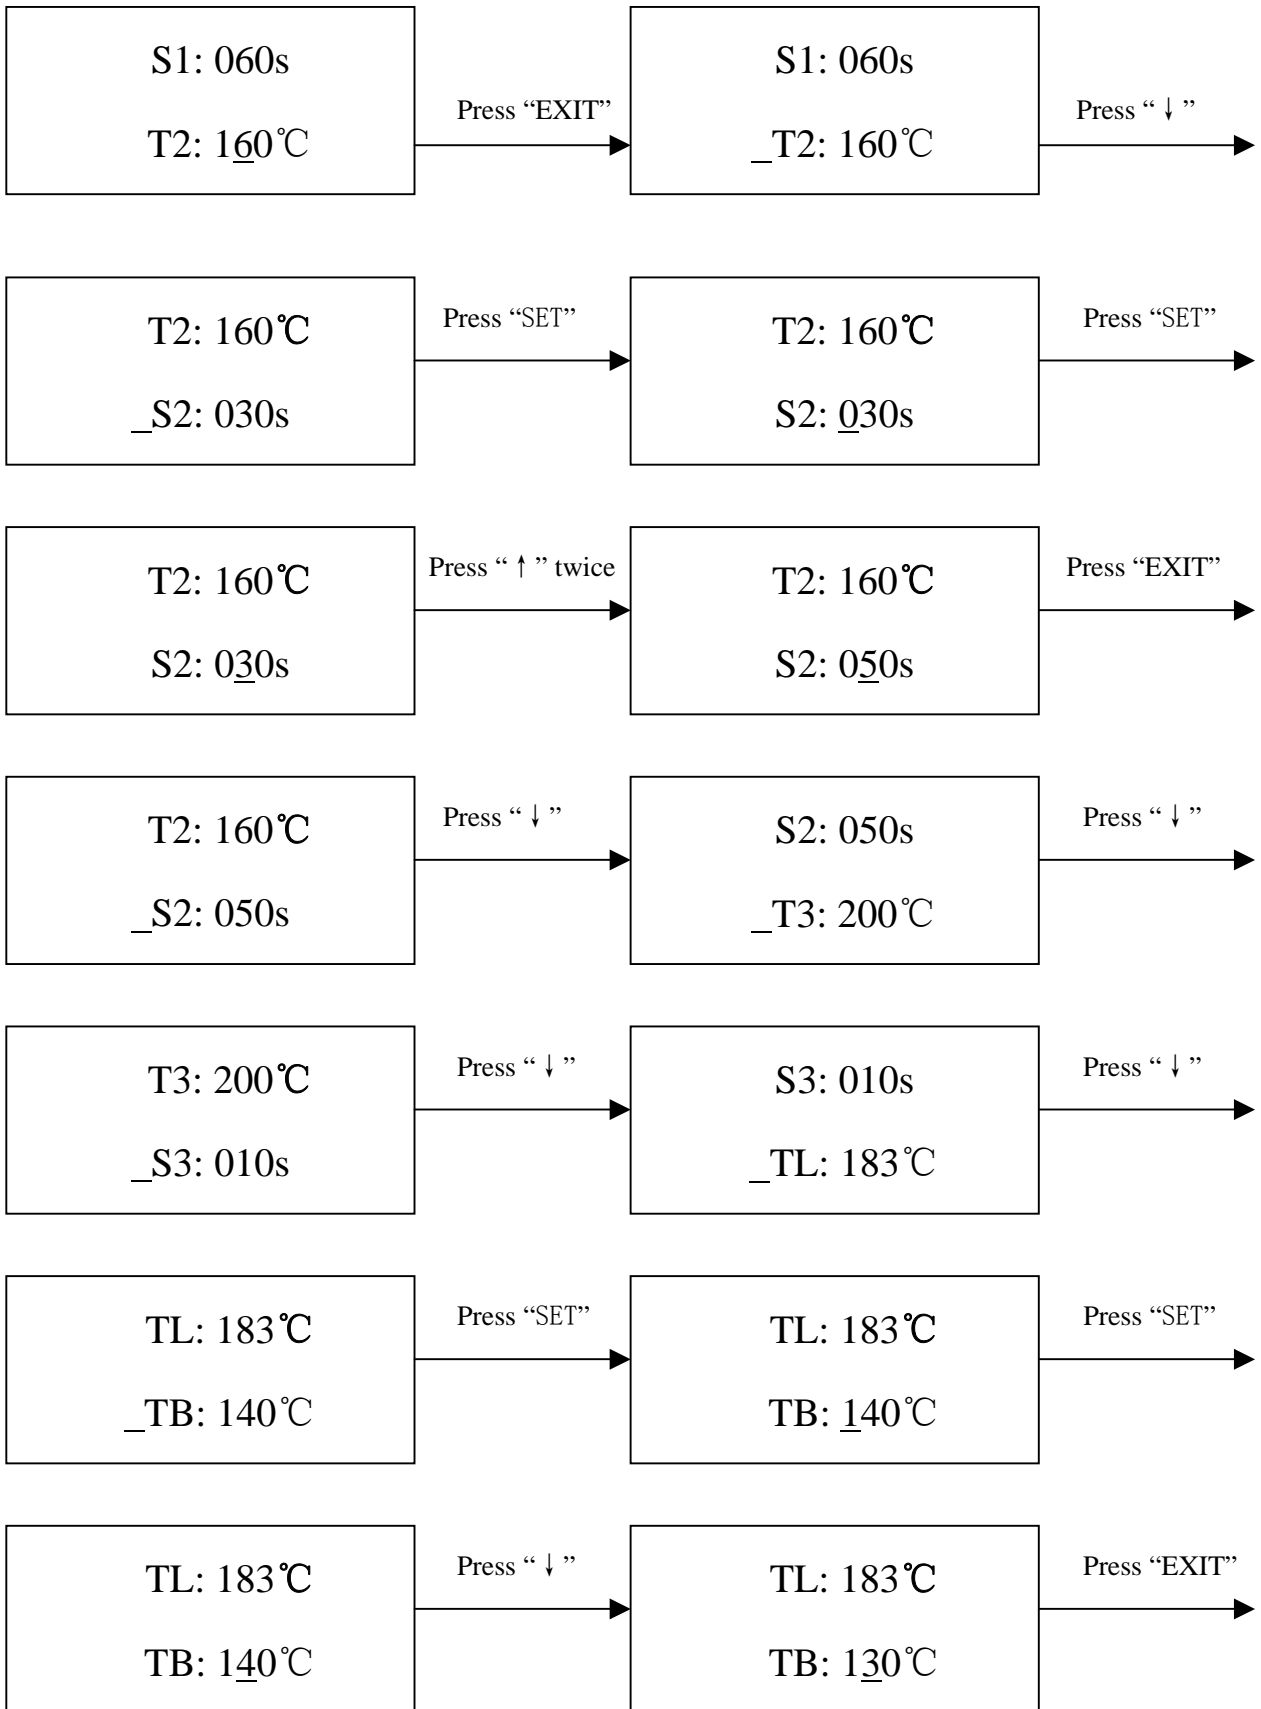 S1: 060s
T2: 160℃
Press “EXIT”
S1: 060s
_T2: 160℃
Press “↓”
T2: 160℃
_S2: 030s
Press “SET”
T2: 160℃
S2: 030s
Press “SET”
T2: 160℃
S2: 030s
Press “↑” twice
T2: 160℃
S2: 050s
Press “EXIT”
T2: 160℃
_S2: 050s
Press “↓”
S2: 050s
_T3: 200℃
Press “↓”
T3: 200℃
_S3: 010s
Press “↓”
S3: 010s
_TL: 183℃
Press “↓”
TL: 183℃
_TB: 140℃
Press “SET”
TL: 183℃
TB: 140℃
Press “SET”
TL: 183℃
TB: 140℃
Press “↓”
TL: 183℃
TB: 130℃
Press “EXIT”